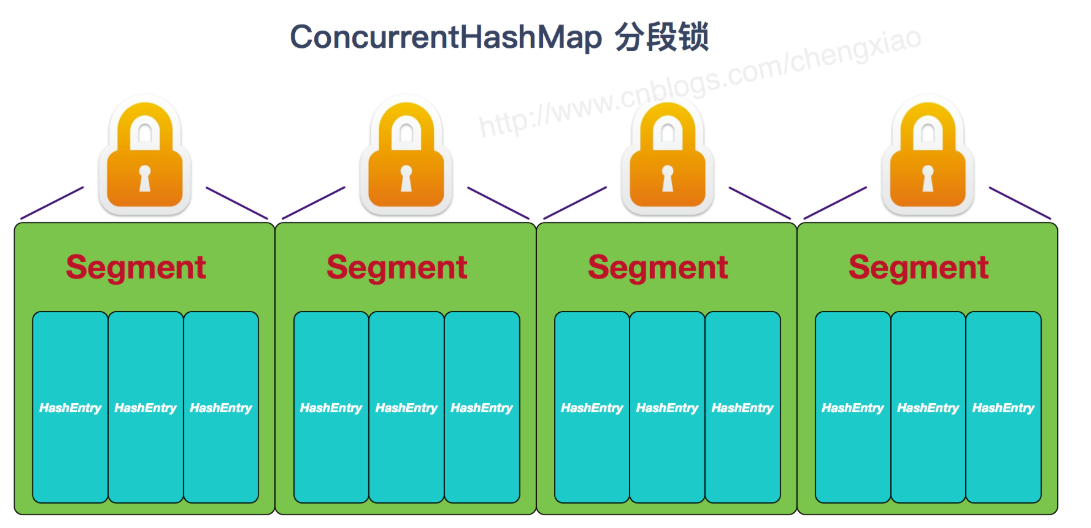 ConcurrentHashMap 分段锁
http://www.cnblogs.com/chengxiao
Segment Segment Segment Segment
HashEntry HashEntry HashEntry HashEntry HashEntry HashEntry HashEntry HashEntry HashEntry HashEntry HashEntry HashEntry